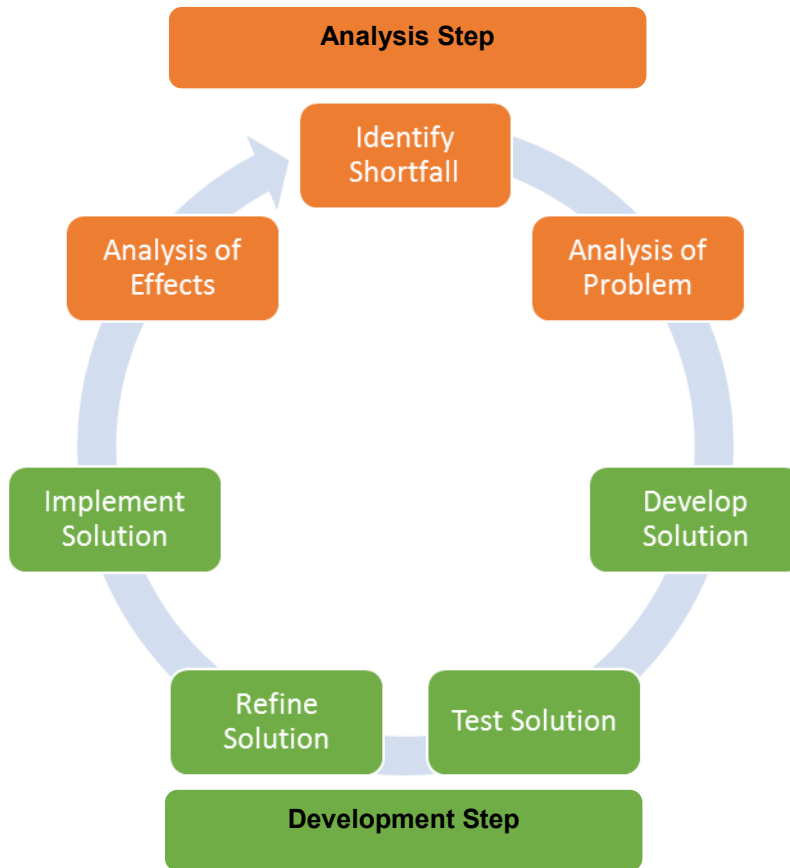 Analysis Step
Identify
Shortfall
Analysis of
Problem
Develop
Solution
Test Solution
Refine
Solution
Implement
Solution
Analysis of
Effects
Development Step